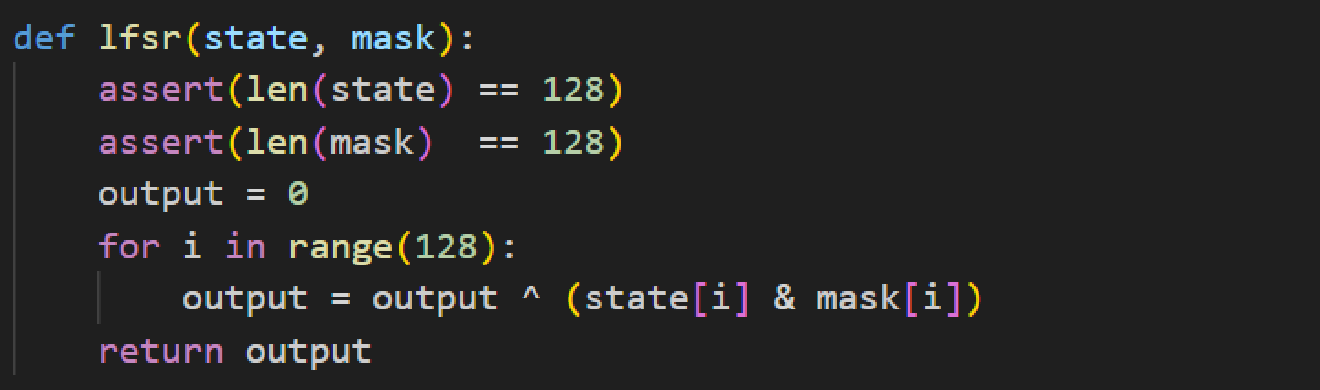 def lfsr(state, mask):
    assert(len(state) == 128)
    assert(len(mask)  == 128)
    output = 0
    for i in range(128):
        output = output ^ (state[i] & mask[i])
    return output